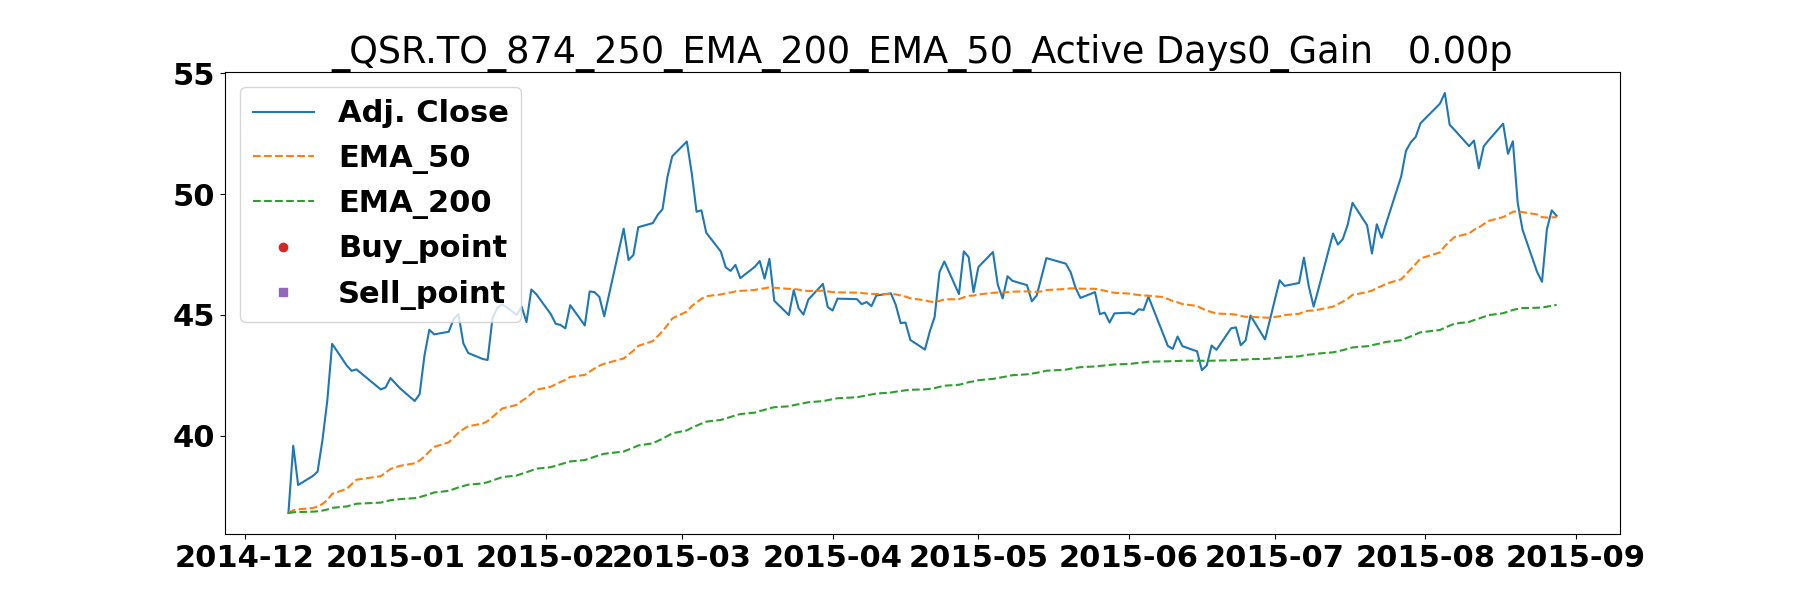 _QSR.TO_874_250_EMA_200_EMA_50_Active Days0_Gain   0.00p
55
50
45
40
Adj. Close
EMA_50
EMA_200
Buy_point
Sell_point
2014-12 2015-01 2015-02 2015-03 2015-04 2015-05 2015-06 2015-07 2015-08 2015-09